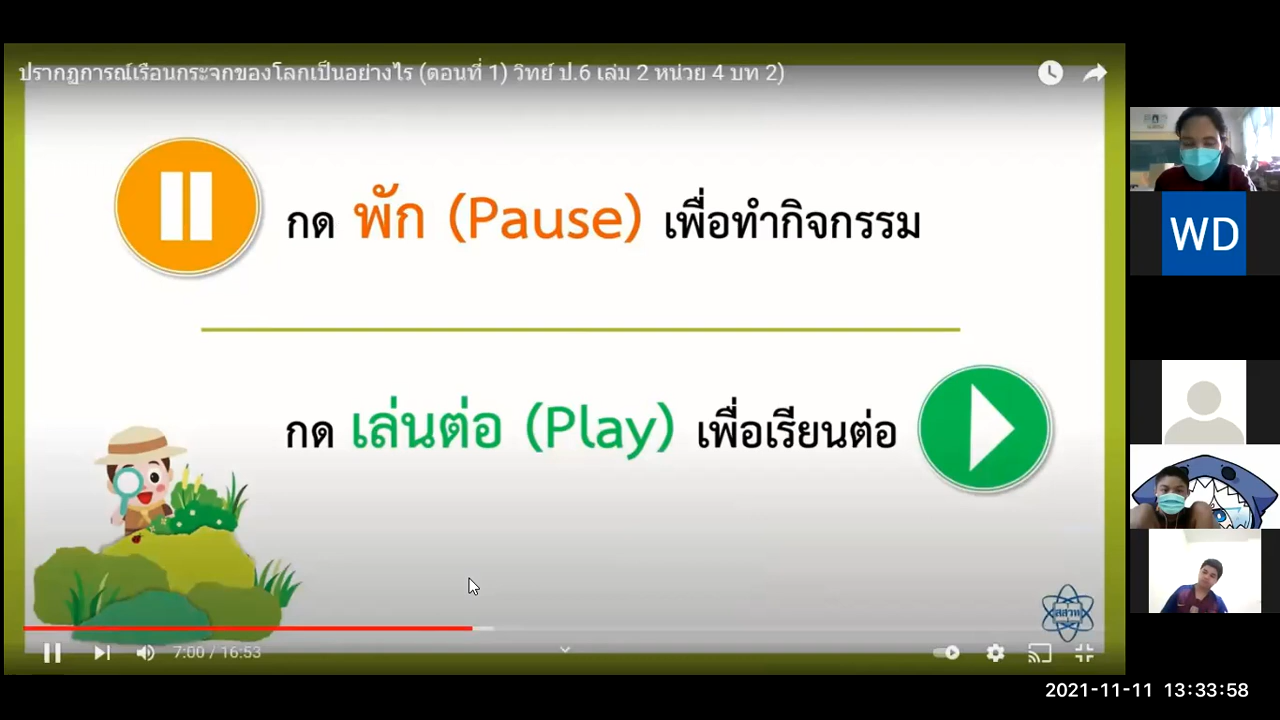 ปรากฏการณ์เรือนกระจกของโลกเป็นอย่างไร (ตอนที่ 1) วิทย์ ป.6 เล่ม 2 หน่วย 4 บท 2)
กด พัก (Pause) เพื่อทำกิจกรรม
WD
กด เล่นต่อ (Play) เพื่อเรียนต่อ
สสวท
7:00 / 16:53
2021-11-11 13:33:58